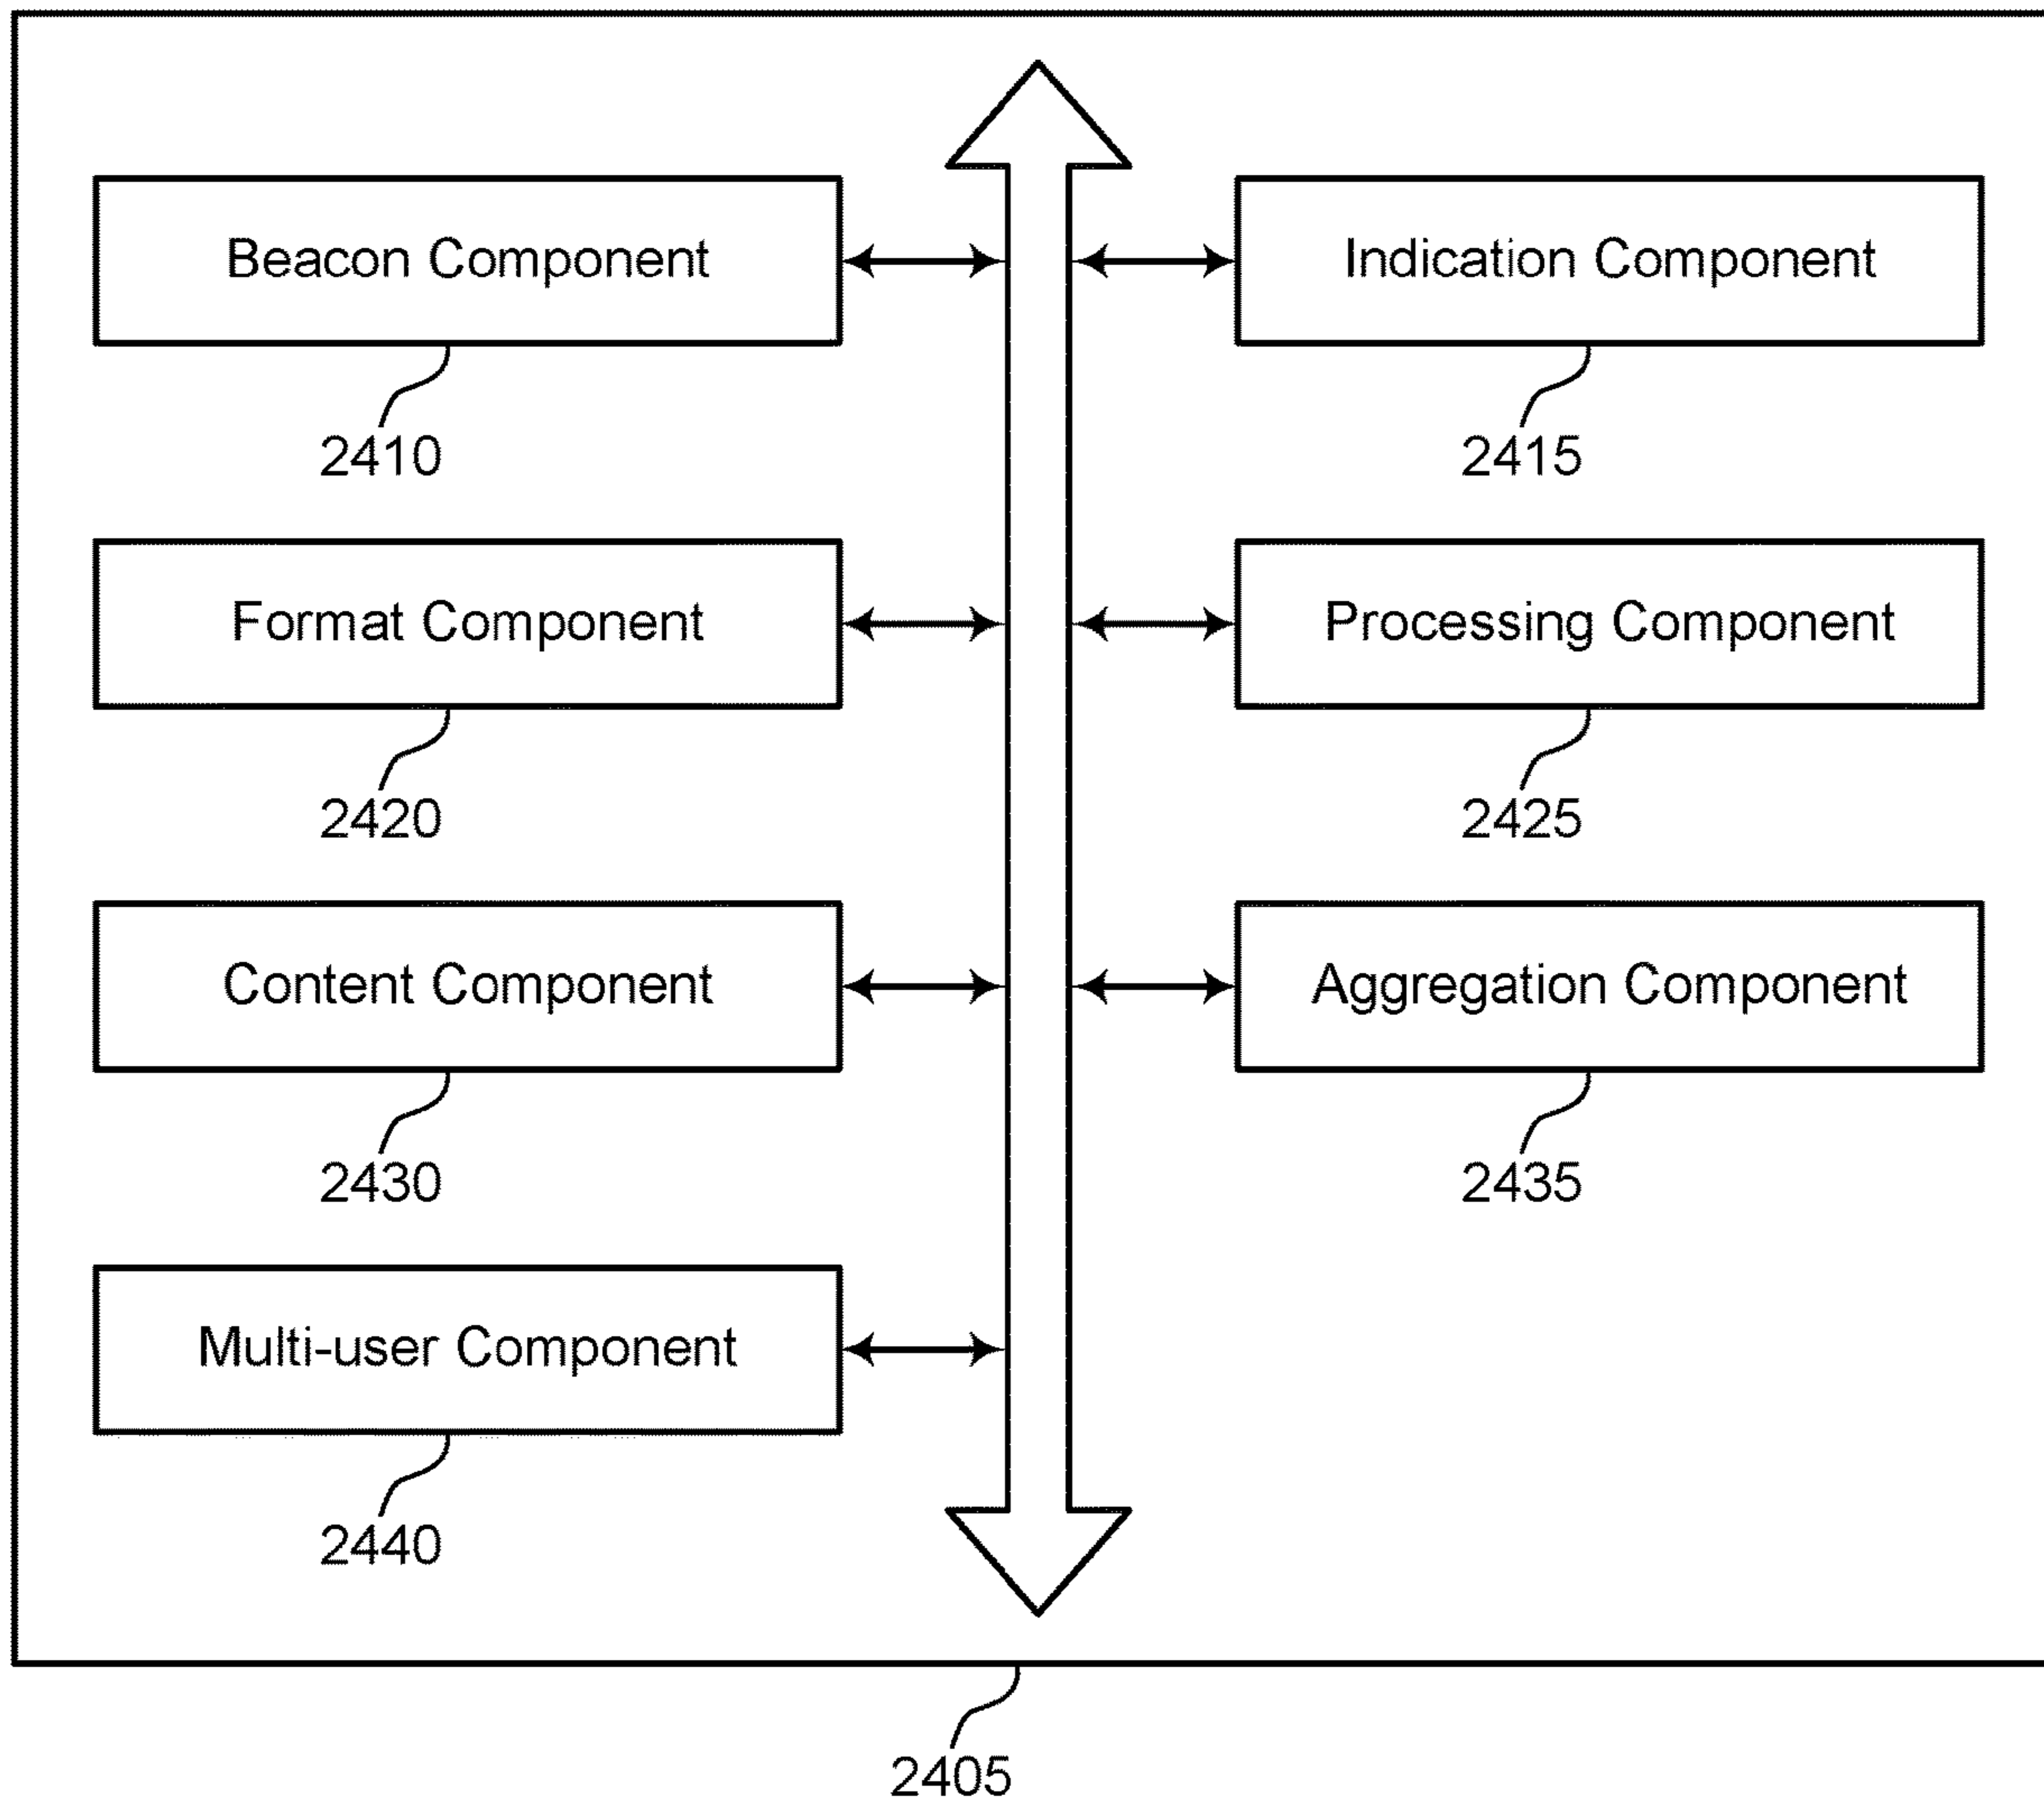 Beacon Component
Indication Component
2410
2415
Format Component
Processing Component
2420
2425
Content Component
Aggregation Component
2430
2435
Multi-user Component
2440
2405